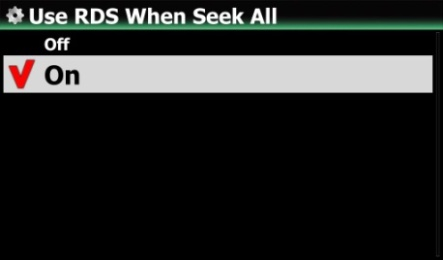 Use RDS When Seek All
Off
On